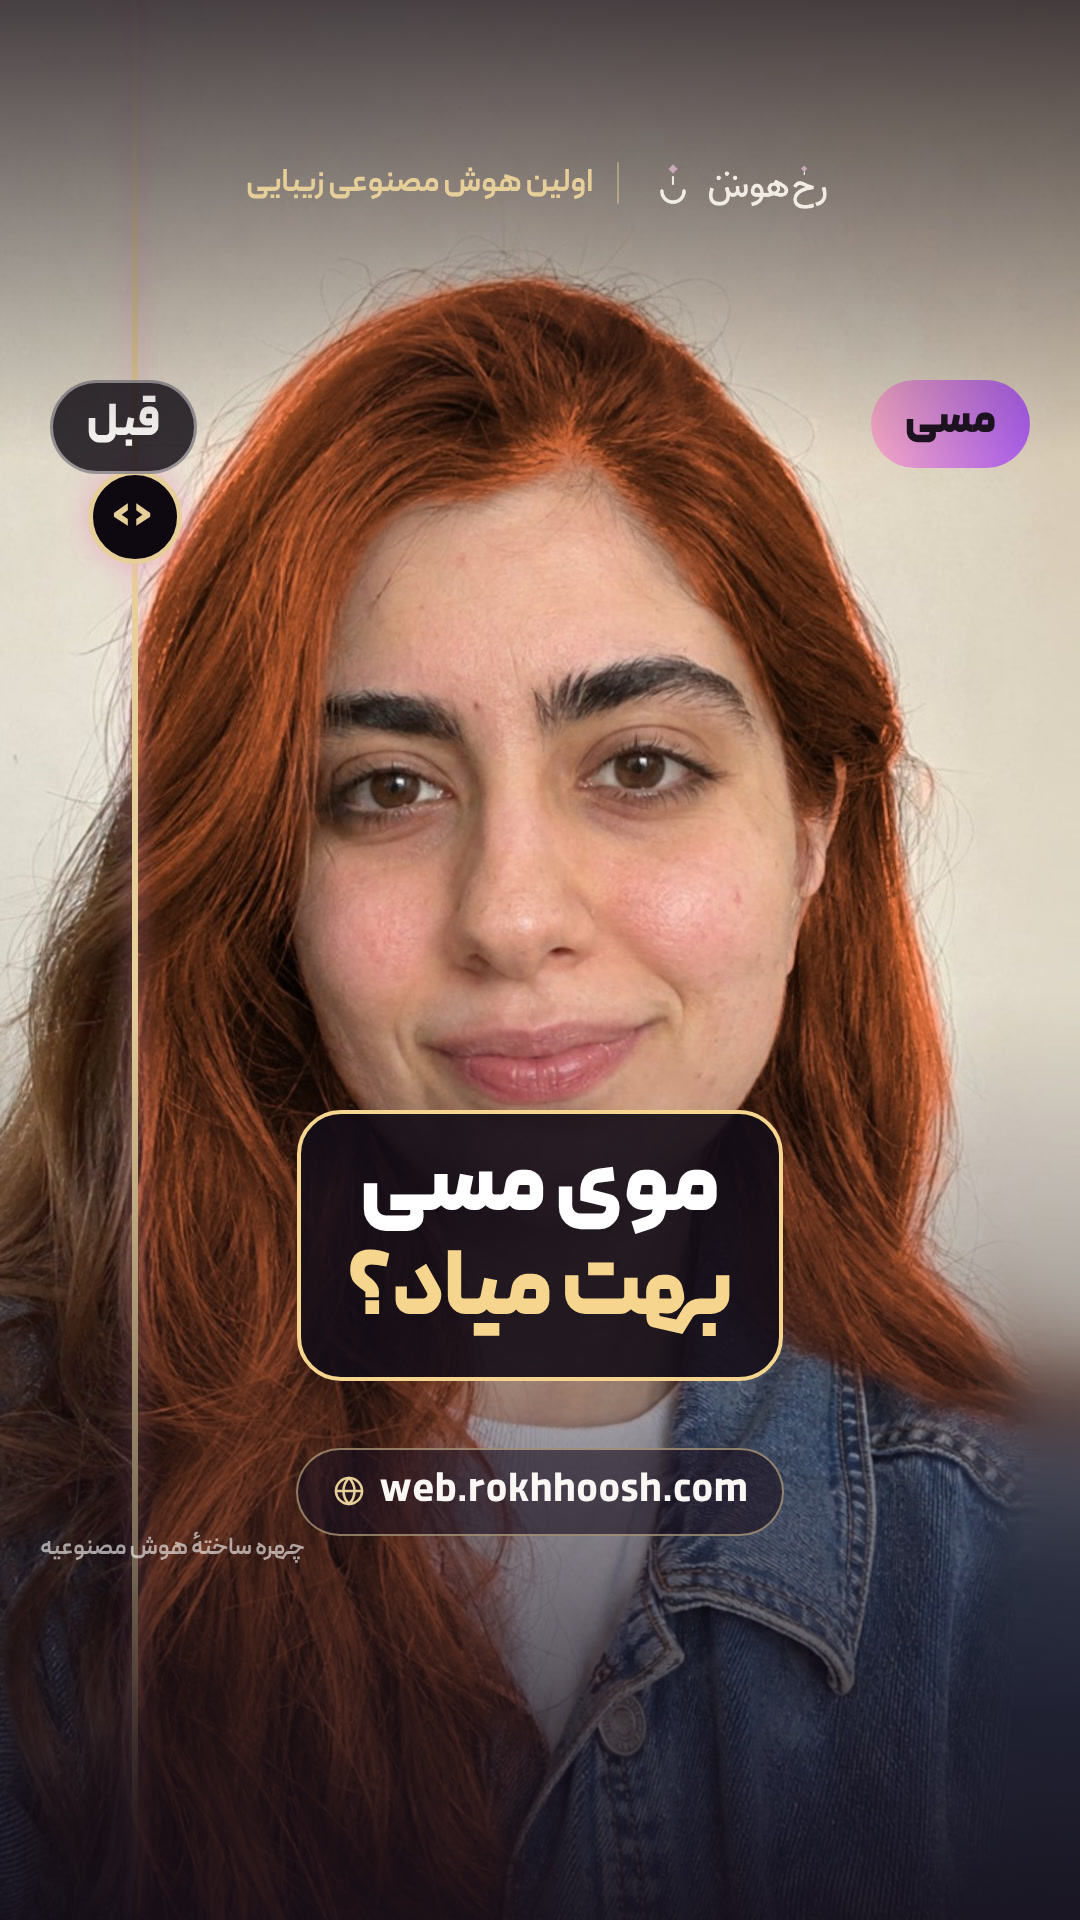 رخ‌هوش | اولین هوش مصنوعی زیبایی
قبل
مسی
<>
موی مسی
بهت میاد؟
web.rokhhoosh.com
چهره ساختهٔ هوش مصنوعیه